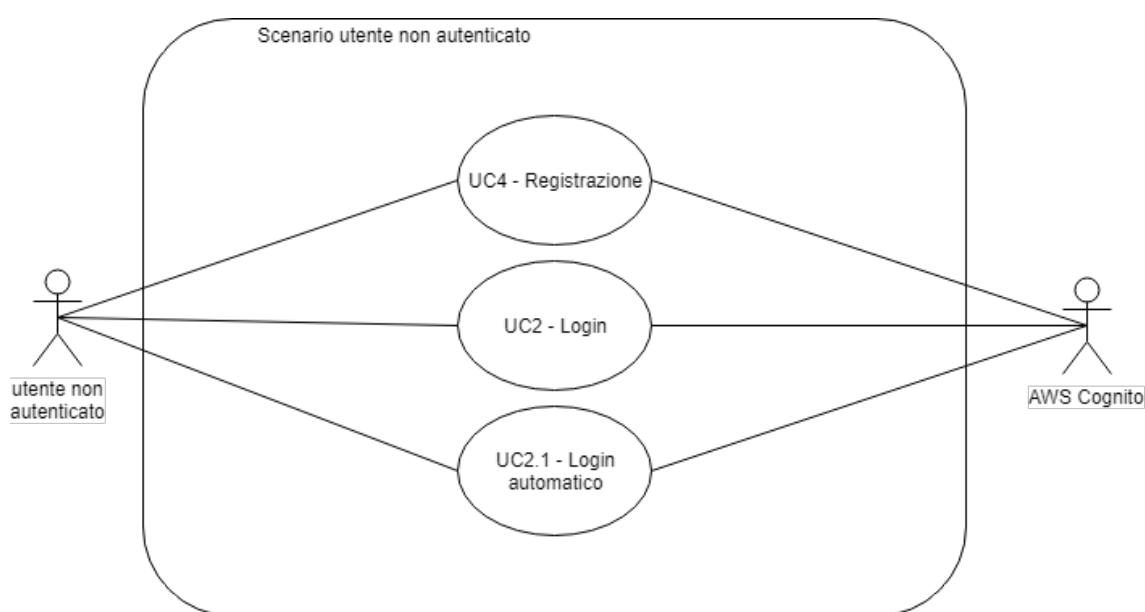 Scenario utente non autenticato
UC4 - Registrazione
UC2 - Login
UC2.1 - Login
automatico
utente non
autenticato
AWS Cognito